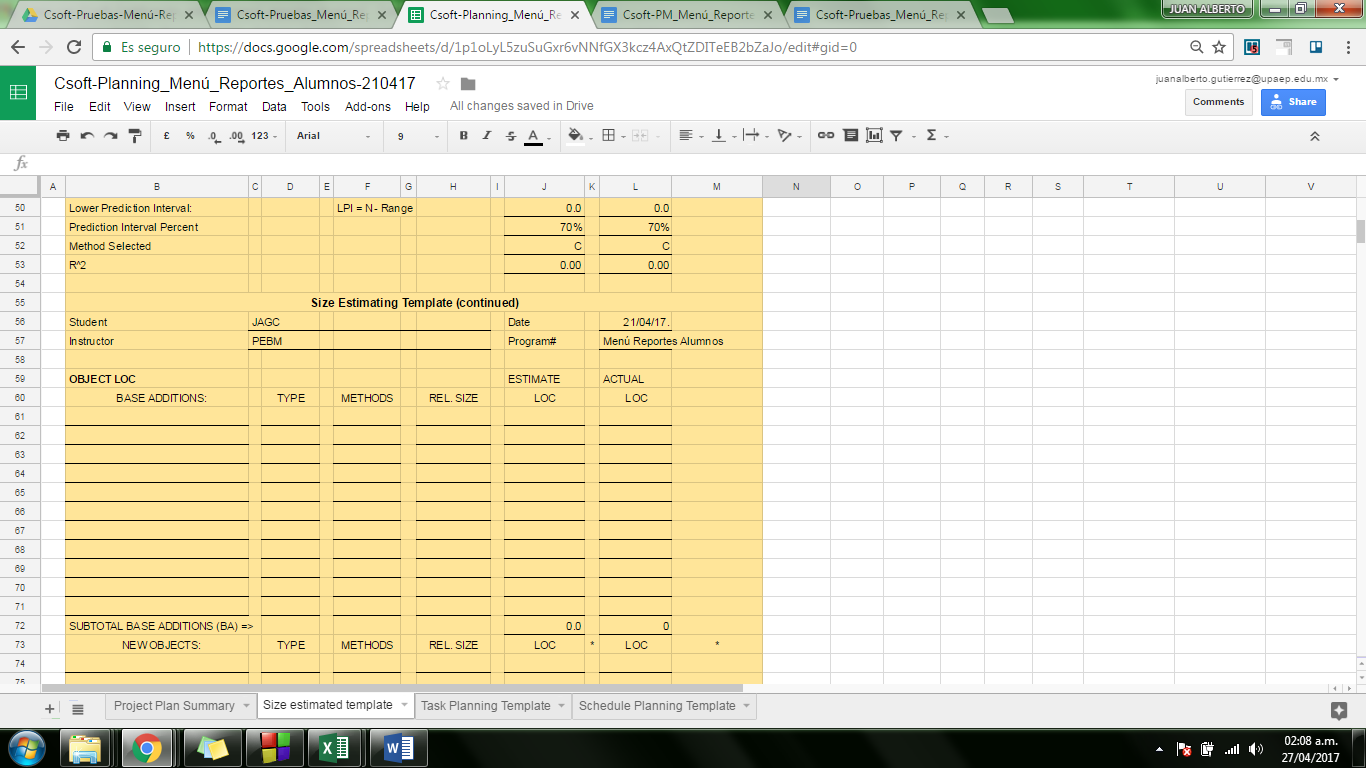 Csoft-Pruebas-Menú-Rep
Csoft-Pruebas_Menú_Re
Csoft-Planning_Menú_Re
Csoft-PM_Menú_Reporte
Csoft-Pruebas_Menú_Re
JUAN ALBERTO
Es seguro https://docs.google.com/spreadsheets/d/1p1oLyL5zuSuGxr6vNNfGX3kcz4AxQtZDITeEB2bZaJo/edit#gid=0
Csoft-Planning_Menú_Reportes_Alumnos-210417
juanalberto.gutierrez@upaep.edu.mx
File Edit View Insert Format Data Tools Add-ons Help All changes saved in Drive
Comments Share
£ % .0 .00 123 Arial 9 B I S A Σ
fx
A B C D E F G H I J K L M N O P Q R S T U V
50 Lower Prediction Interval: LPI = N - Range 0.0 0.0
51 Prediction Interval Percent 70% 70%
52 Method Selected C C
53 R^2 0.00 0.00
54
55 Size Estimating Template (continued)
56 Student JAGC Date 21/04/17.
57 Instructor PEBM Program# Menú Reportes Alumnos
58
59 OBJECT LOC ESTIMATE ACTUAL
60 BASE ADDITIONS: TYPE METHODS REL. SIZE LOC LOC
61
62
63
64
65
66
67
68
69
70
71
72 SUBTOTAL BASE ADDITIONS (BA) => 0.0 0
73 NEW OBJECTS: TYPE METHODS REL. SIZE LOC * LOC *
74
75
Project Plan Summary Size estimated template Task Planning Template Schedule Planning Template
02:08 a.m.
27/04/2017